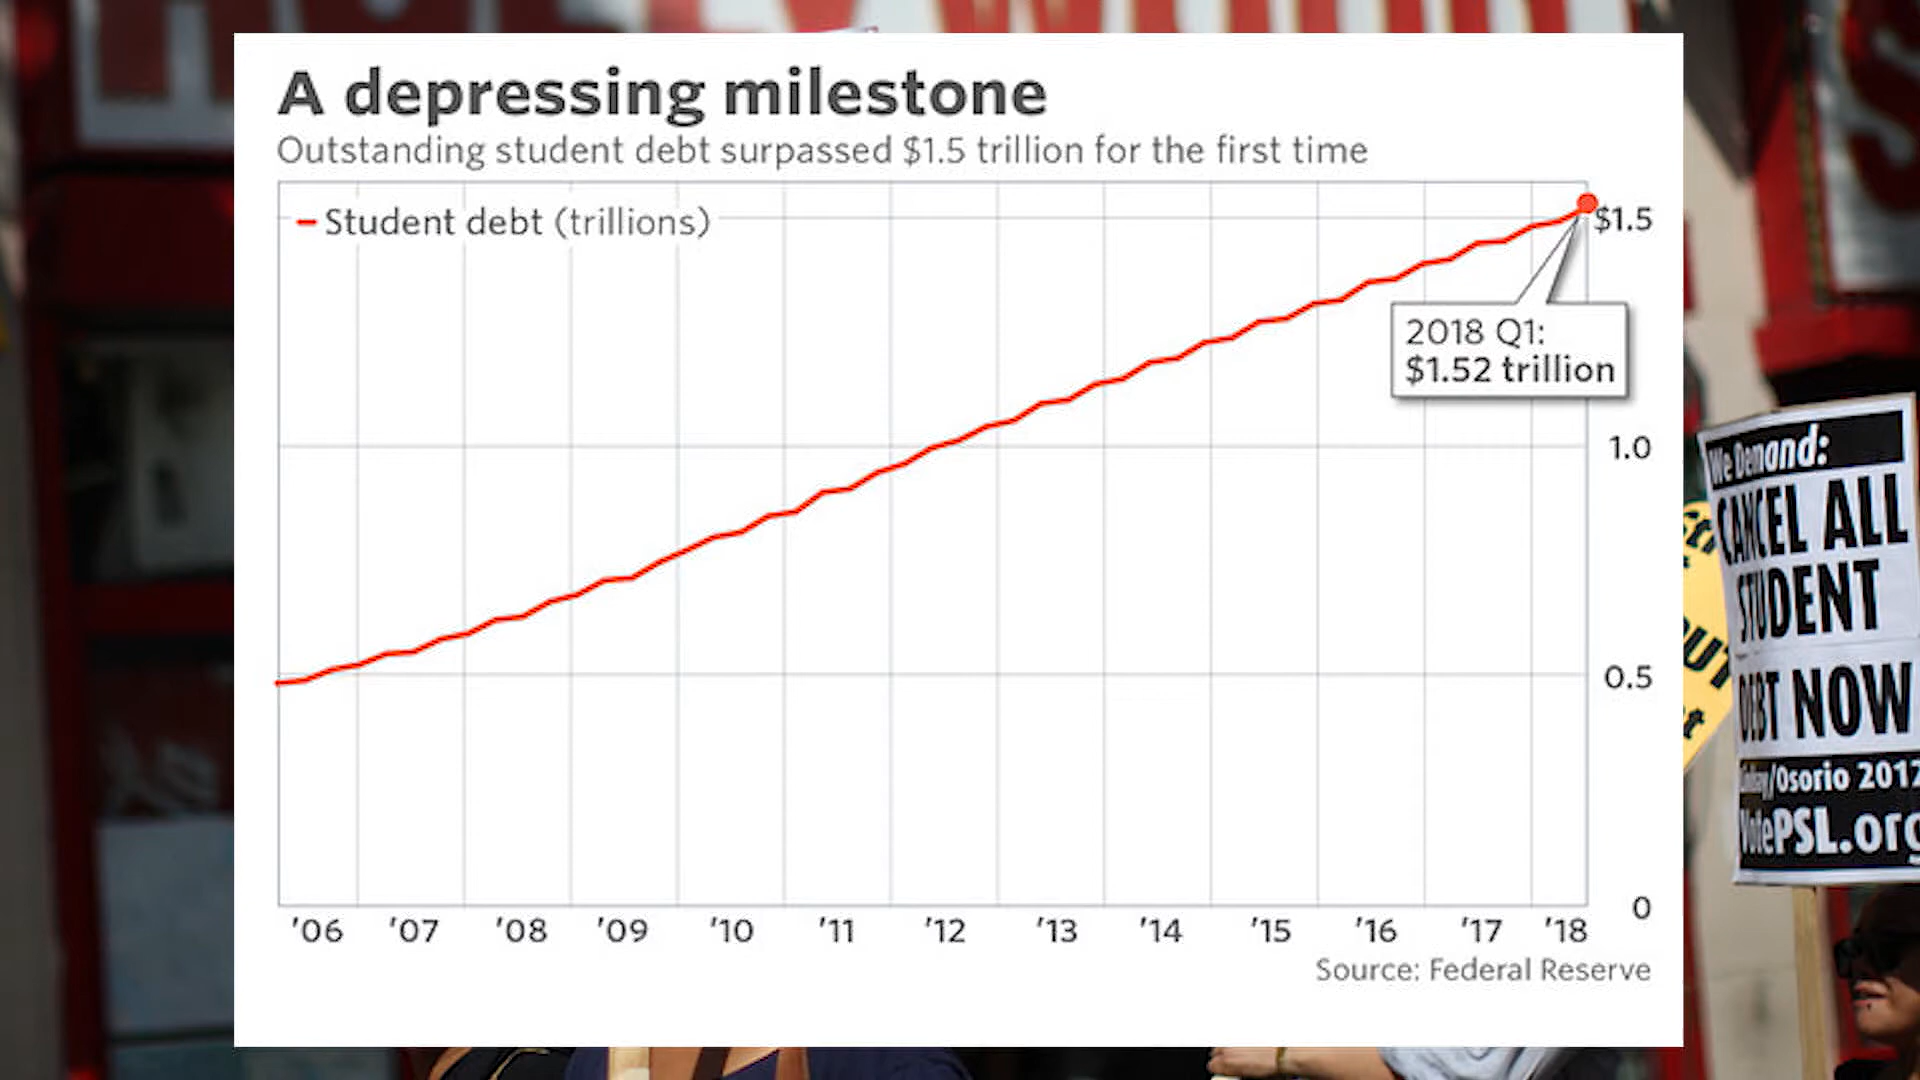 A depressing milestone
Outstanding student debt surpassed $1.5 trillion for the first time
Student debt (trillions)
$1.5
2018 Q1:
$1.52 trillion
1.0
0.5
0
'06 '07 '08 '09 '10 '11 '12 '13 '14 '15 '16 '17 '18
Source: Federal Reserve
We Demand:
CANCEL ALL
STUDENT
DEBT NOW
/Osorio 2012
VotePSL.org